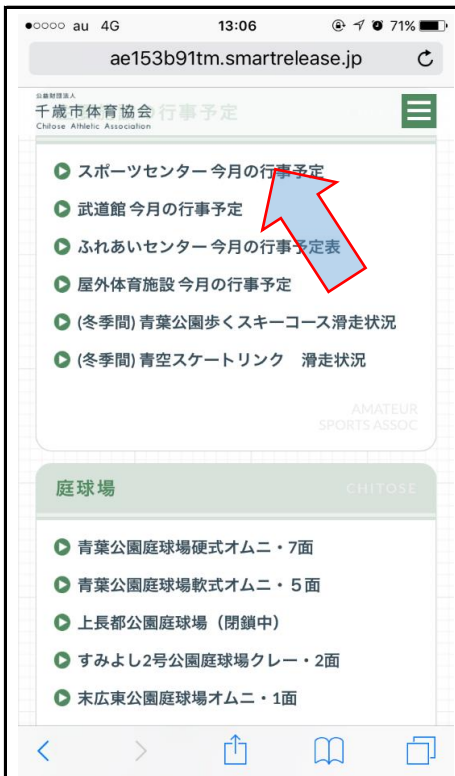 au 4G 13:06 71%
ae153b91tm.smartrelease.jp
公益財団法人
千歳市体育協会
の行事予定
Chitose Athletic Association
スポーツセンター 今月の行事予定
武道館 今月の行事予定
ふれあいセンター 今月の行事予定表
屋外体育施設 今月の行事予定
(冬季間) 青葉公園歩くスキーコース滑走状況
(冬季間) 青空スケートリンク 滑走状況
AMATEUR
SPORTS ASSOC
庭球場
CHITOSE
青葉公園庭球場硬式オムニ・7面
青葉公園庭球場軟式オムニ・５面
上長都公園庭球場（閉鎖中）
すみよし2号公園庭球場クレー・2面
末広東公園庭球場オムニ・1面